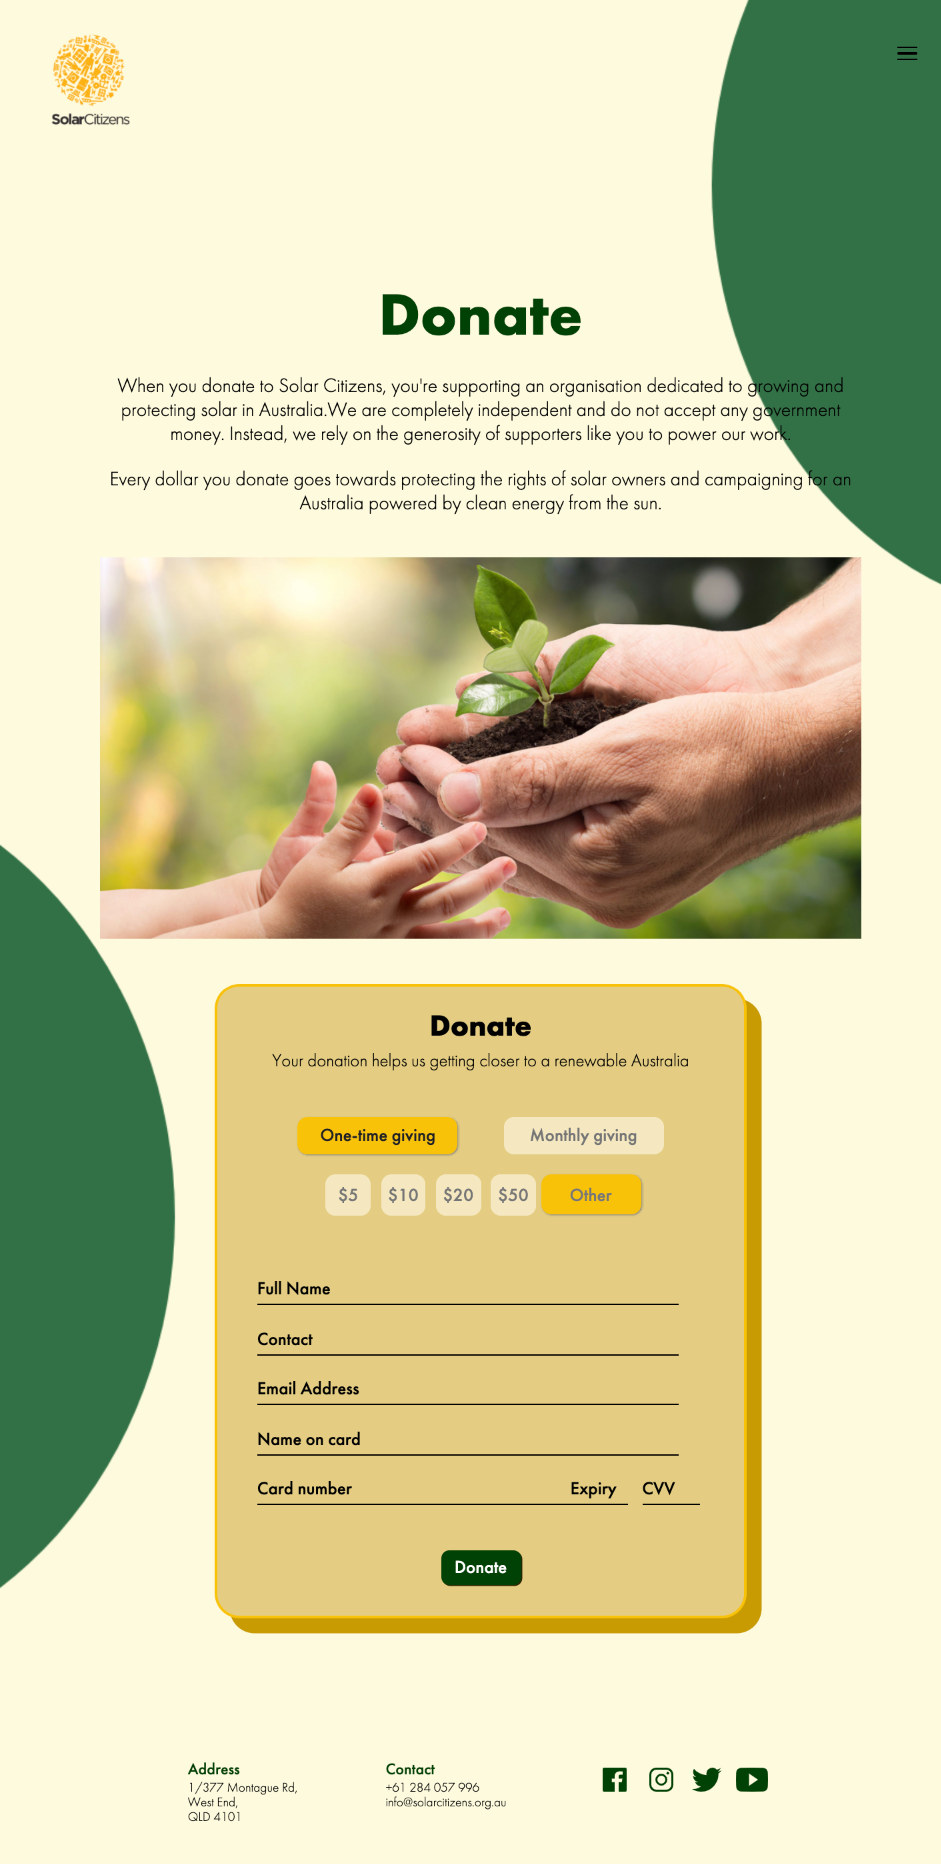 SolarCitizens
Donate
When you donate to Solar Citizens, you're supporting an organisation dedicated to growing and
protecting solar in Australia.We are completely independent and do not accept any government
money. Instead, we rely on the generosity of supporters like you to power our work.
Every dollar you donate goes towards protecting the rights of solar owners and campaigning for an
Australia powered by clean energy from the sun.
Donate
Your donation helps us getting closer to a renewable Australia
One-time giving Monthly giving
$5 $10 $20 $50 Other
Full Name
Contact
Email Address
Name on card
Card number Expiry CVV
Donate
Address
1/377 Montague Rd,
West End,
QLD 4101
Contact
+61 284 057 996
info@solarcitizens.org.au